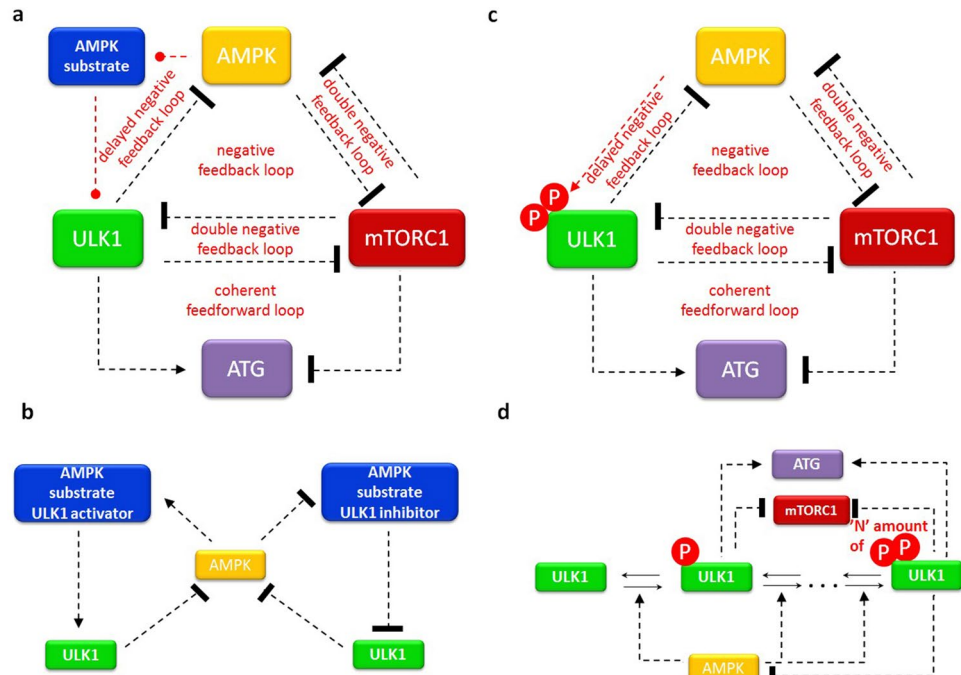 a
AMPK
substrate
AMPK
delayed negative
feedback loop
double negative
feedback loop
negative
feedback loop
ULK1
double negative
feedback loop
mTORC1
coherent
feedforward loop
ATG
c
AMPK
delayed negative
feedback loop
double negative
feedback loop
negative
feedback loop
P
P
ULK1
double negative
feedback loop
mTORC1
coherent
feedforward loop
ATG
b
AMPK
substrate
ULK1 activator
AMPK
substrate
ULK1 inhibitor
AMPK
ULK1
ULK1
d
ATG
mTORC1
'N' amount
of
P
P
P
ULK1
ULK1
...
ULK1
AMPK